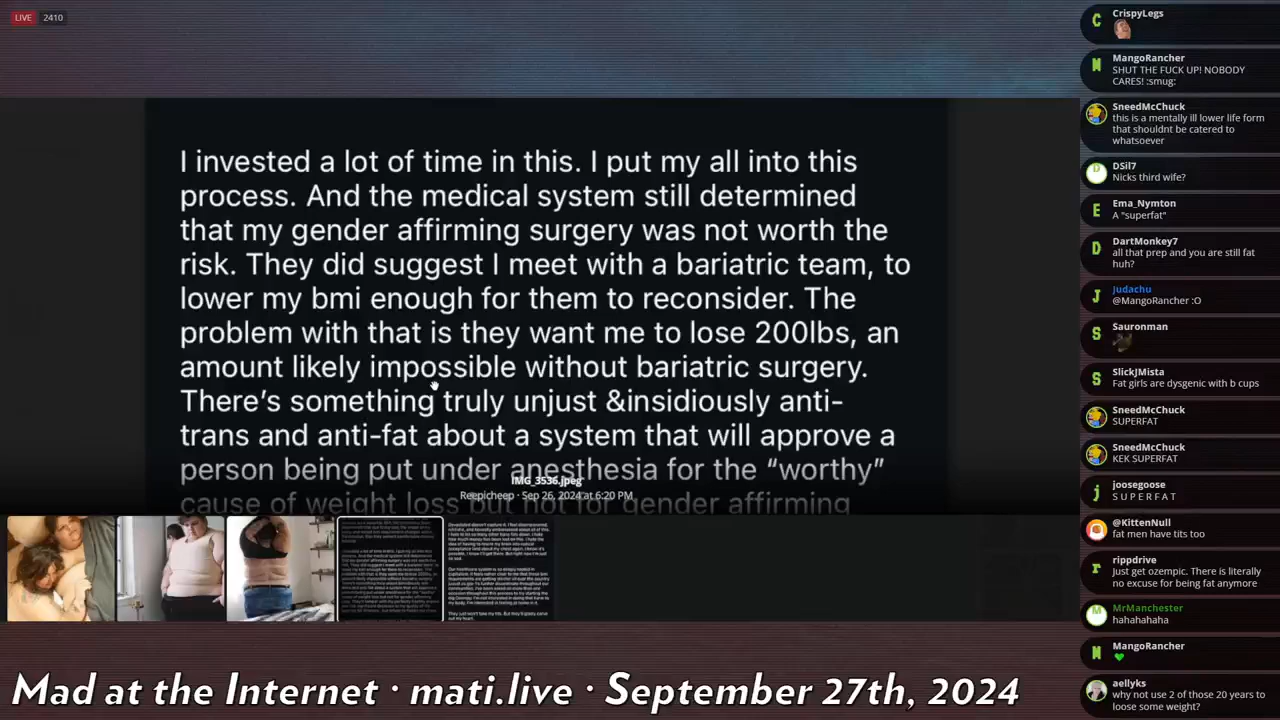 LIVE 2410
I invested a lot of time in this. I put my all into this
process. And the medical system still determined
that my gender affirming surgery was not worth the
risk. They did suggest I meet with a bariatric team, to
lower my bmi enough for them to reconsider. The
problem with that is they want me to lose 200lbs, an
amount likely impossible without bariatric surgery.
There's something truly unjust &insidiously anti-
trans and anti-fat about a system that will approve a
person being put under anesthesia for the “worthy”
cause of weight loss but not for gender affirming
IMG_3536.jpeg
Reepicheep · Sep 26, 2024 at 6:20 PM
Mad at the Internet · mati.live · September 27th, 2024
C
CrispyLegs
M
MangoRancher
SHUT THE FUCK UP! NOBODY
CARES! :smug:
SneedMcChuck
this is a mentally ill lower life form
that shouldnt be catered to
whatsoever
D
DSil7
Nicks third wife?
E
Ema_Nymton
A "superfat"
D
DartMonkey7
all that prep and you are still fat
huh?
J
Judachu
@MangoRancher :O
S
Sauronman
S
SlickJMista
Fat girls are dysgenic with b cups
SneedMcChuck
SUPERFAT
SneedMcChuck
KEK SUPERFAT
j
joosegoose
S U P E R F A T
@KittenNull
fat men have tits too
r
rippdrive
Just get ozempic there is literally
no excuse for being fat anymore
M
MrManchester
hahahahaha
M
MangoRancher
aellyks
why not use 2 of those 20 years to
loose some weight?